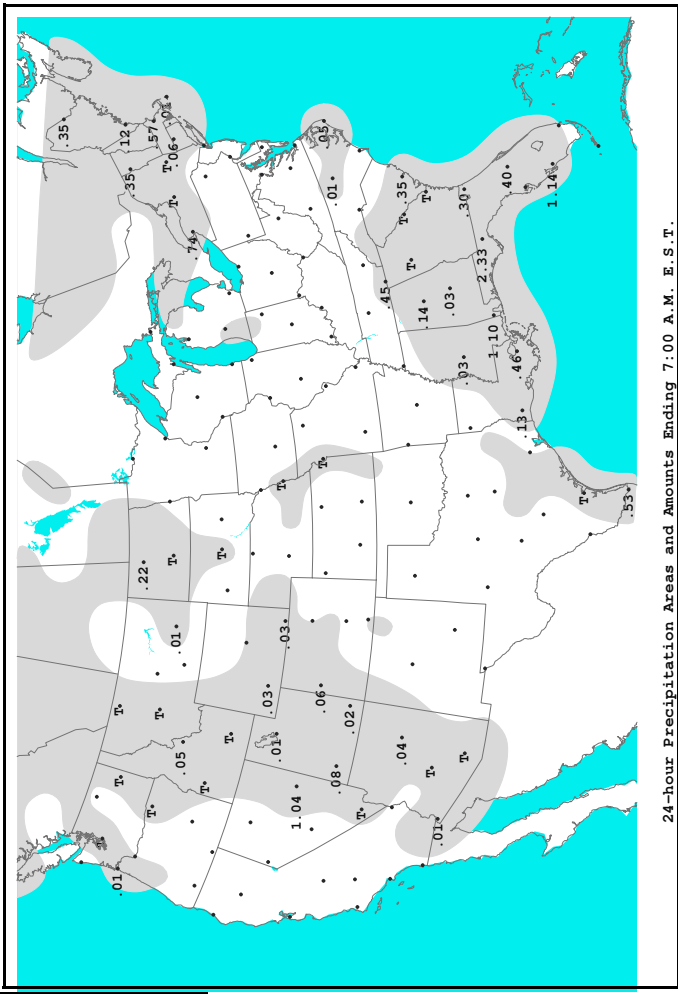 .35
.01
T
T
T
.12
.35
.22
T
.57
T
.01
T
.06
T
T
.01
.05
.74
T
T
T
.03
.01
T
.03
1.04
.06
T
.05
.01
.08
.02
T
.45
.04
.35
T
T
.14
T
T
.01
.03
.03
T
.30
2.33
1.10
.40
.46
.13
1.14
T
.53
24-hour Precipitation Areas and Amounts Ending 7:00 A.M. E.S.T.